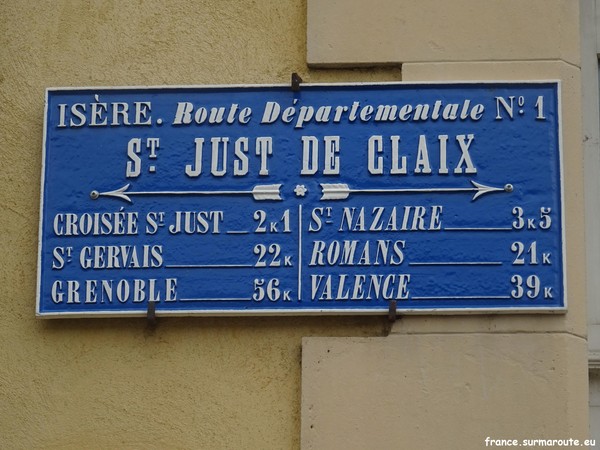 ISÈRE. Route Départementale Nº 1
ST JUST DE CLAIX
CROISÉE ST JUST 2K1
ST GERVAIS 22K
GRENOBLE 56K
ST NAZAIRE 3K5
ROMANS 21K
VALENCE 39K
france.surmaroute.eu